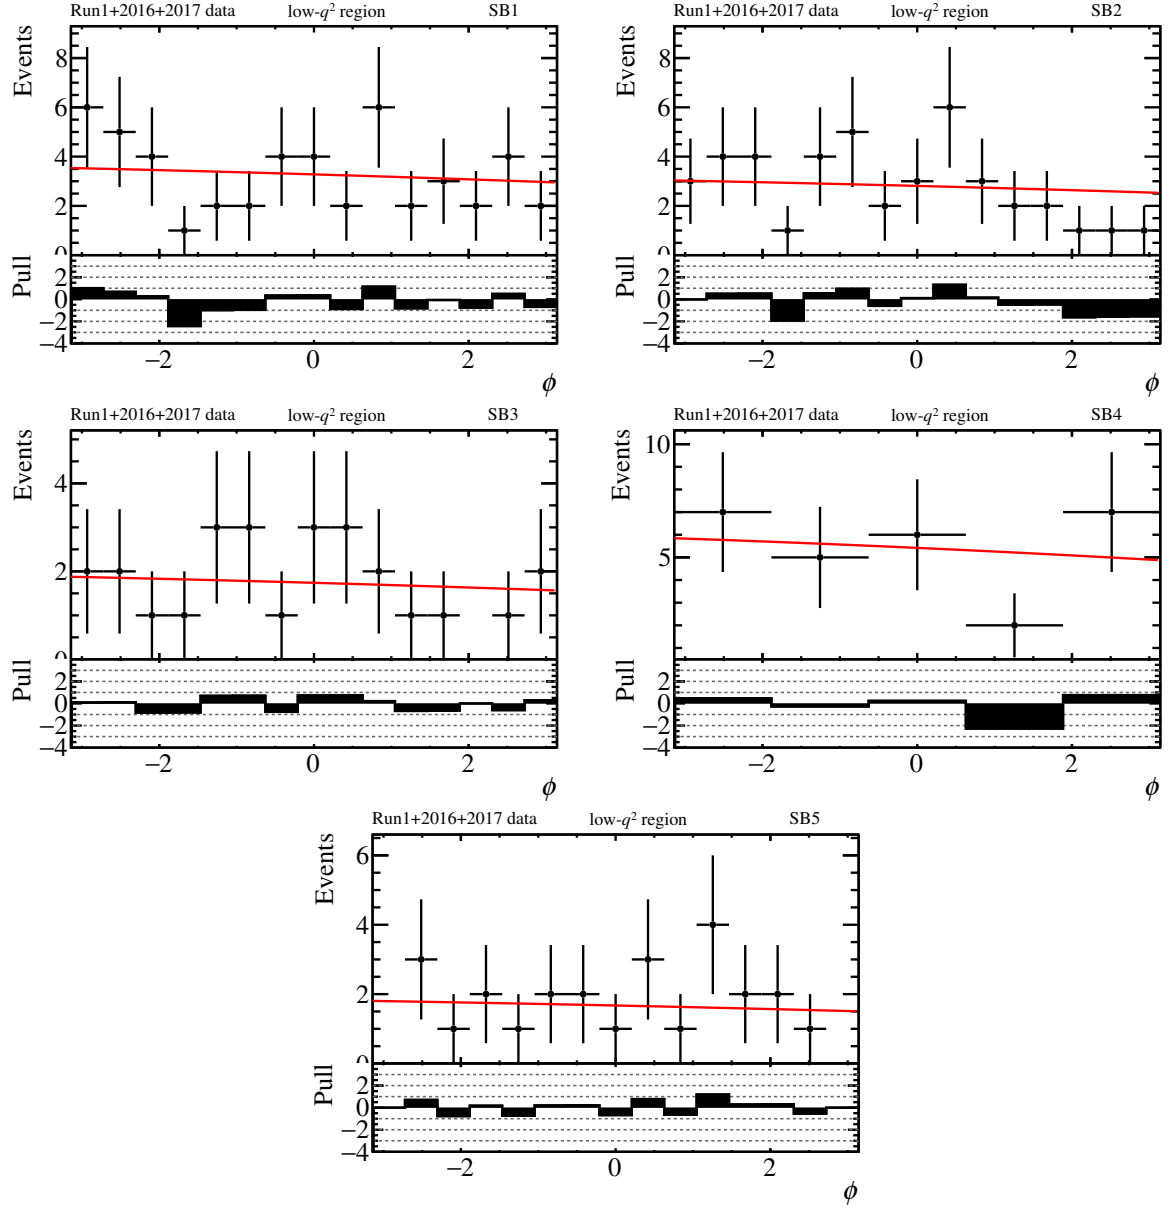 Run1+2016+2017 data low-q² region SB1
Events
8
6
4
2
0
Pull
2
0
−2
−4
−2 0 2
ϕ
Run1+2016+2017 data low-q² region SB2
Events
8
6
4
2
0
Pull
2
0
−2
−4
−2 0 2
ϕ
Run1+2016+2017 data low-q² region SB3
Events
4
2
0
Pull
2
0
−2
−4
−2 0 2
ϕ
Run1+2016+2017 data low-q² region SB4
Events
10
5
Pull
2
0
−2
−4
−2 0 2
ϕ
Run1+2016+2017 data low-q² region SB5
Events
6
4
2
0
Pull
2
0
−2
−4
−2 0 2
ϕ